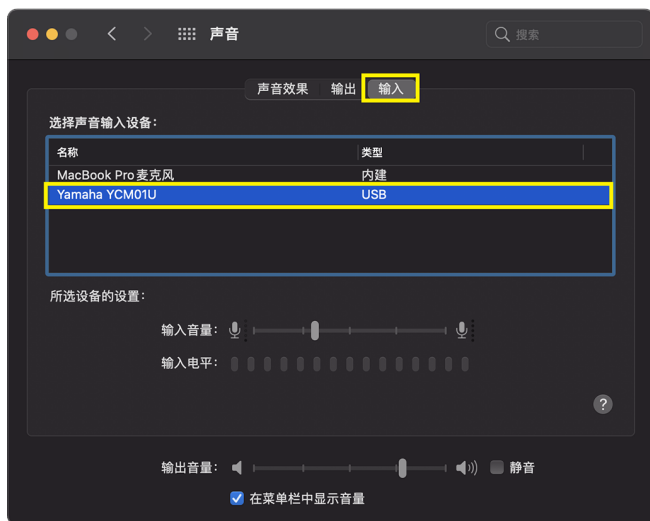 声音
搜索
声音效果 输出 输入
选择声音输入设备：
名称 类型
MacBook Pro麦克风 内建
Yamaha YCM01U USB
所选设备的设置：
输入音量：
输入电平：
?
输出音量： 静音
在菜单栏中显示音量